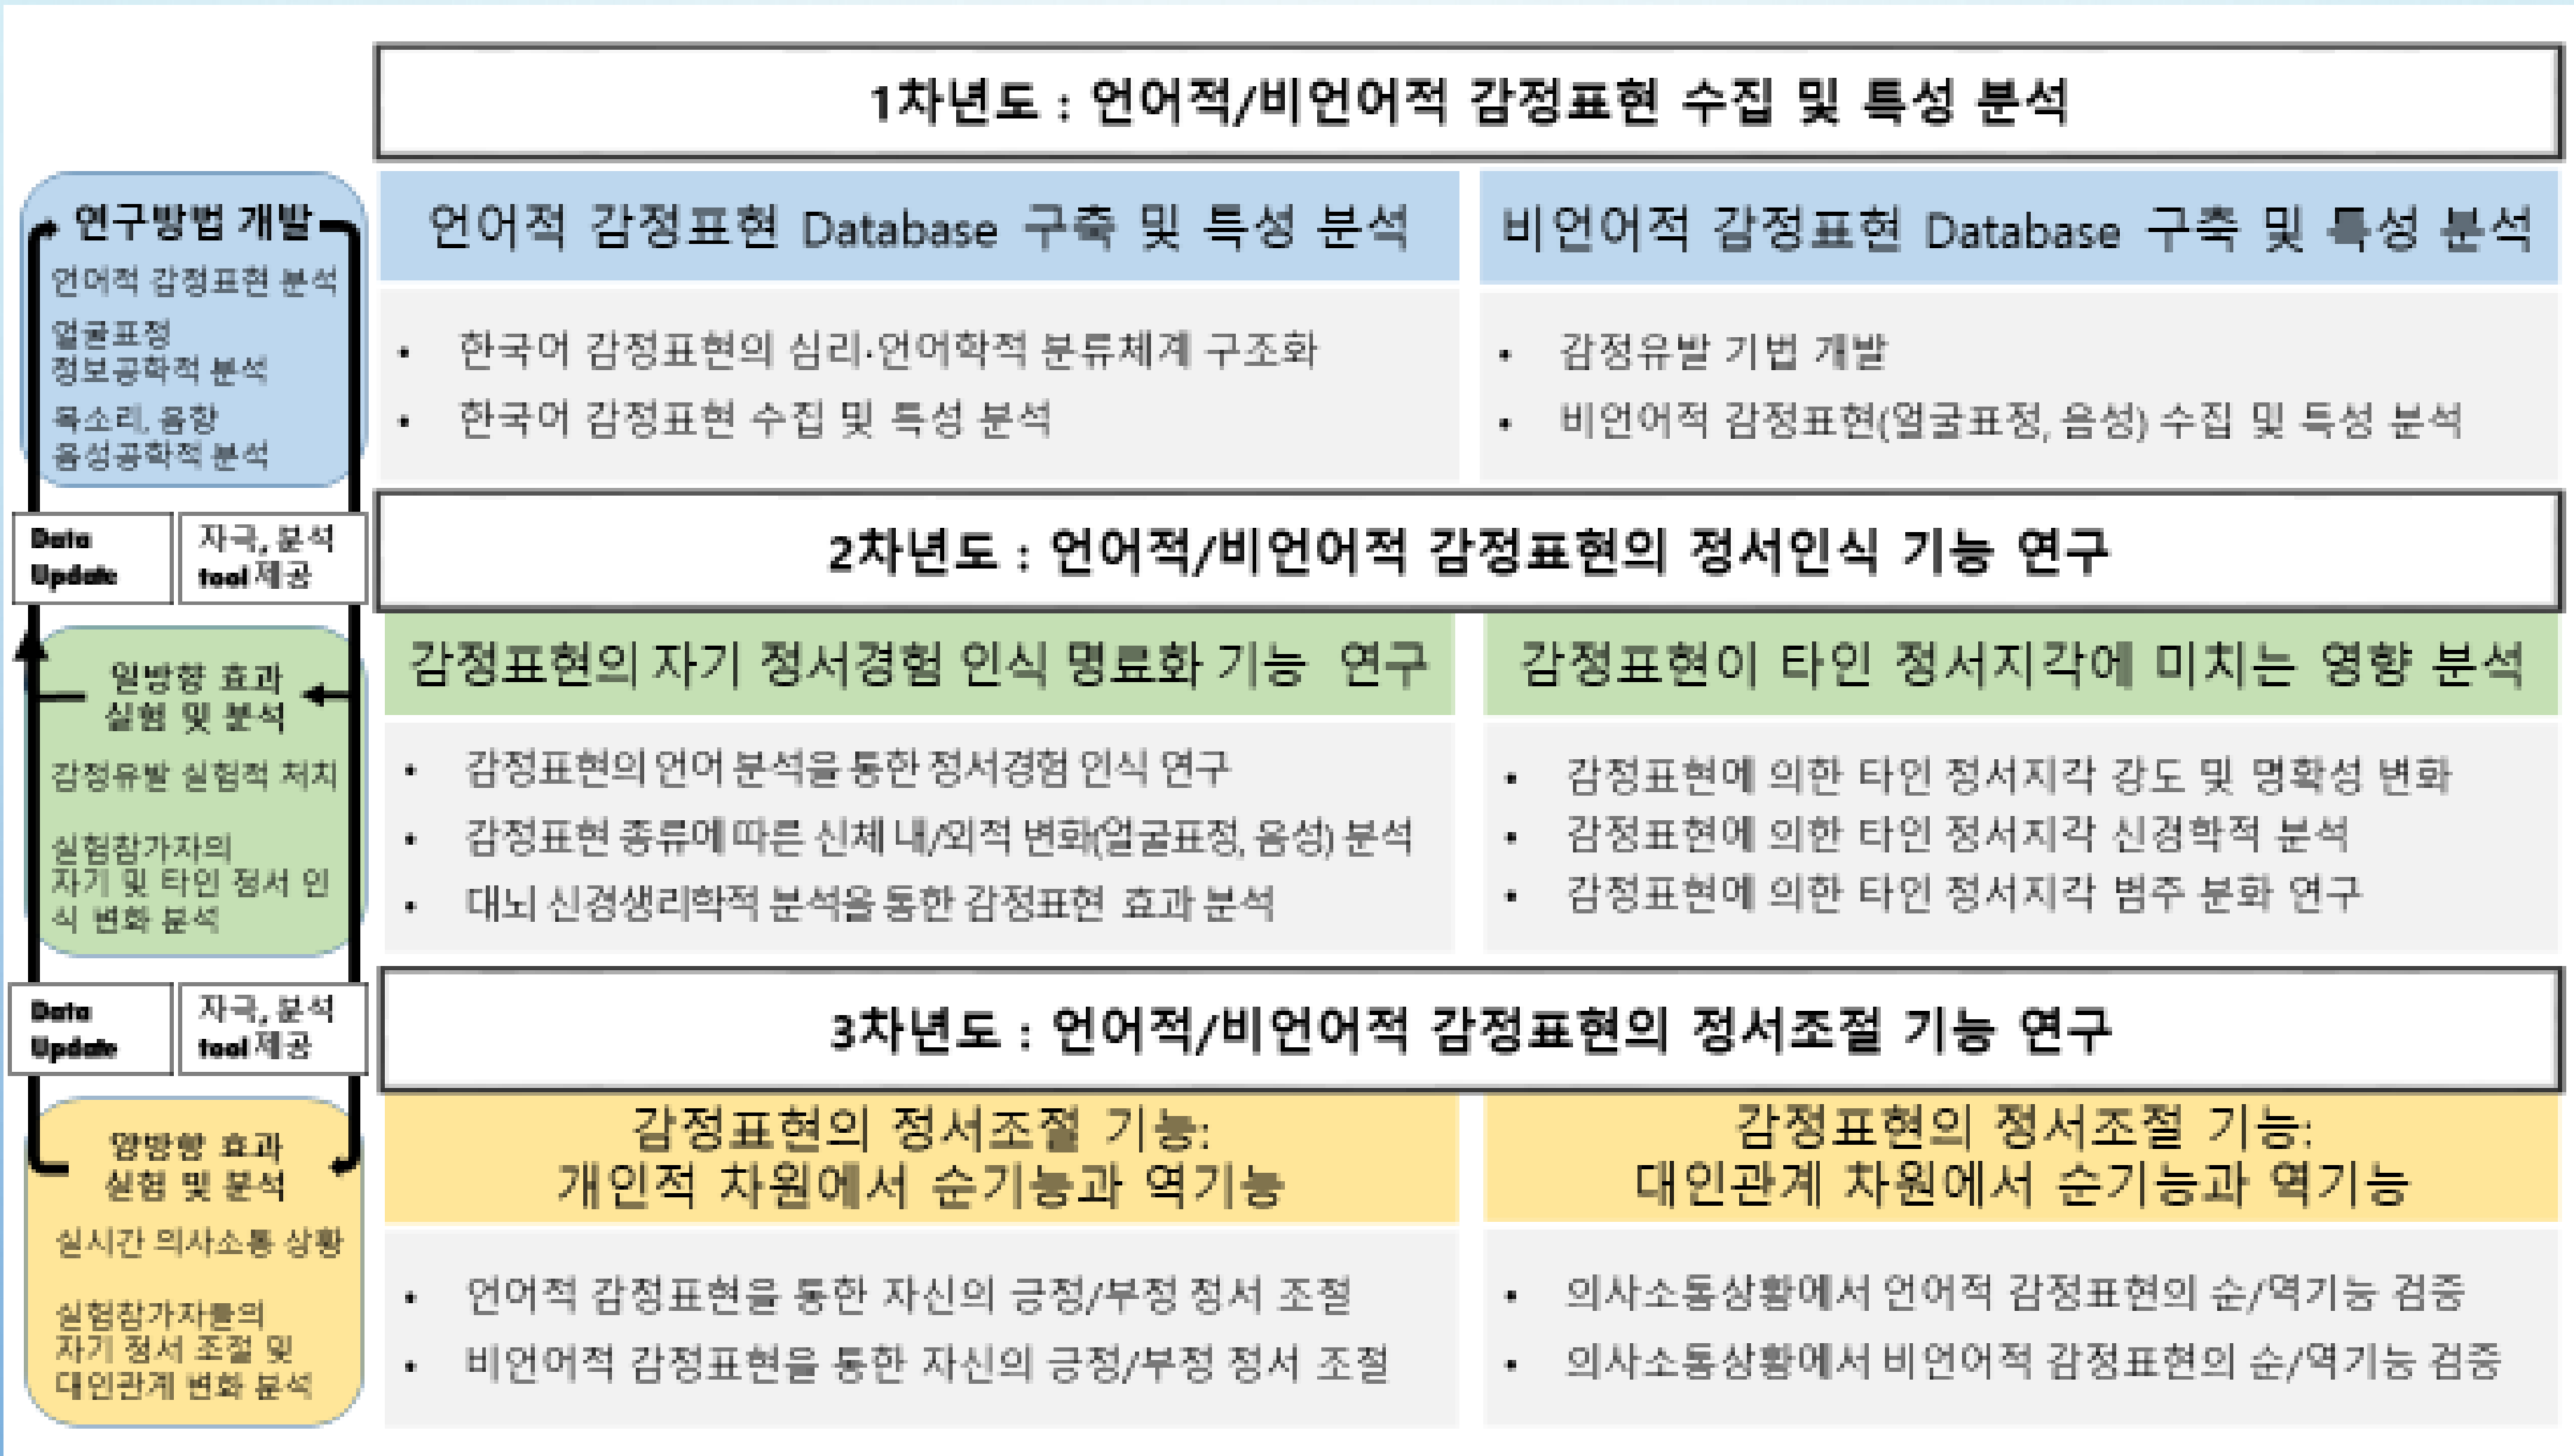 1차년도 : 언어적/비언어적 감정표현 수집 및 특성 분석
연구방법 개발
언어적 감정표현 분석
얼굴표정
정보공학적 분석
목소리, 음향
음성공학적 분석
언어적 감정표현 Database 구축 및 특성 분석
• 한국어 감정표현의 심리·언어학적 분류체계 구조화
• 한국어 감정표현 수집 및 특성 분석
비언어적 감정표현 Database 구축 및 특성 분석
• 감정유발 기법 개발
• 비언어적 감정표현(얼굴표정, 음성) 수집 및 특성 분석
Data
Update
자극, 분석
tool 제공
2차년도 : 언어적/비언어적 감정표현의 정서인식 기능 연구
일방향 효과
실험 및 분석
감정유발 실험적 처치
실험참가자의
자기 및 타인 정서 인
식 변화 분석
감정표현의 자기 정서경험 인식 명료화 기능 연구
• 감정표현의 언어 분석을 통한 정서경험 인식 연구
• 감정표현 종류에 따른 신체 내/외적 변화(얼굴표정, 음성) 분석
• 대뇌 신경생리학적 분석을 통한 감정표현 효과 분석
감정표현이 타인 정서지각에 미치는 영향 분석
• 감정표현에 의한 타인 정서지각 강도 및 명확성 변화
• 감정표현에 의한 타인 정서지각 신경학적 분석
• 감정표현에 의한 타인 정서지각 범주 분화 연구
Data
Update
자극, 분석
tool 제공
3차년도 : 언어적/비언어적 감정표현의 정서조절 기능 연구
양방향 효과
실험 및 분석
실시간 의사소통 상황
실험참가자들의
자기 정서 조절 및
대인관계 변화 분석
감정표현의 정서조절 기능:
개인적 차원에서 순기능과 역기능
• 언어적 감정표현을 통한 자신의 긍정/부정 정서 조절
• 비언어적 감정표현을 통한 자신의 긍정/부정 정서 조절
감정표현의 정서조절 기능:
대인관계 차원에서 순기능과 역기능
• 의사소통상황에서 언어적 감정표현의 순/역기능 검증
• 의사소통상황에서 비언어적 감정표현의 순/역기능 검증